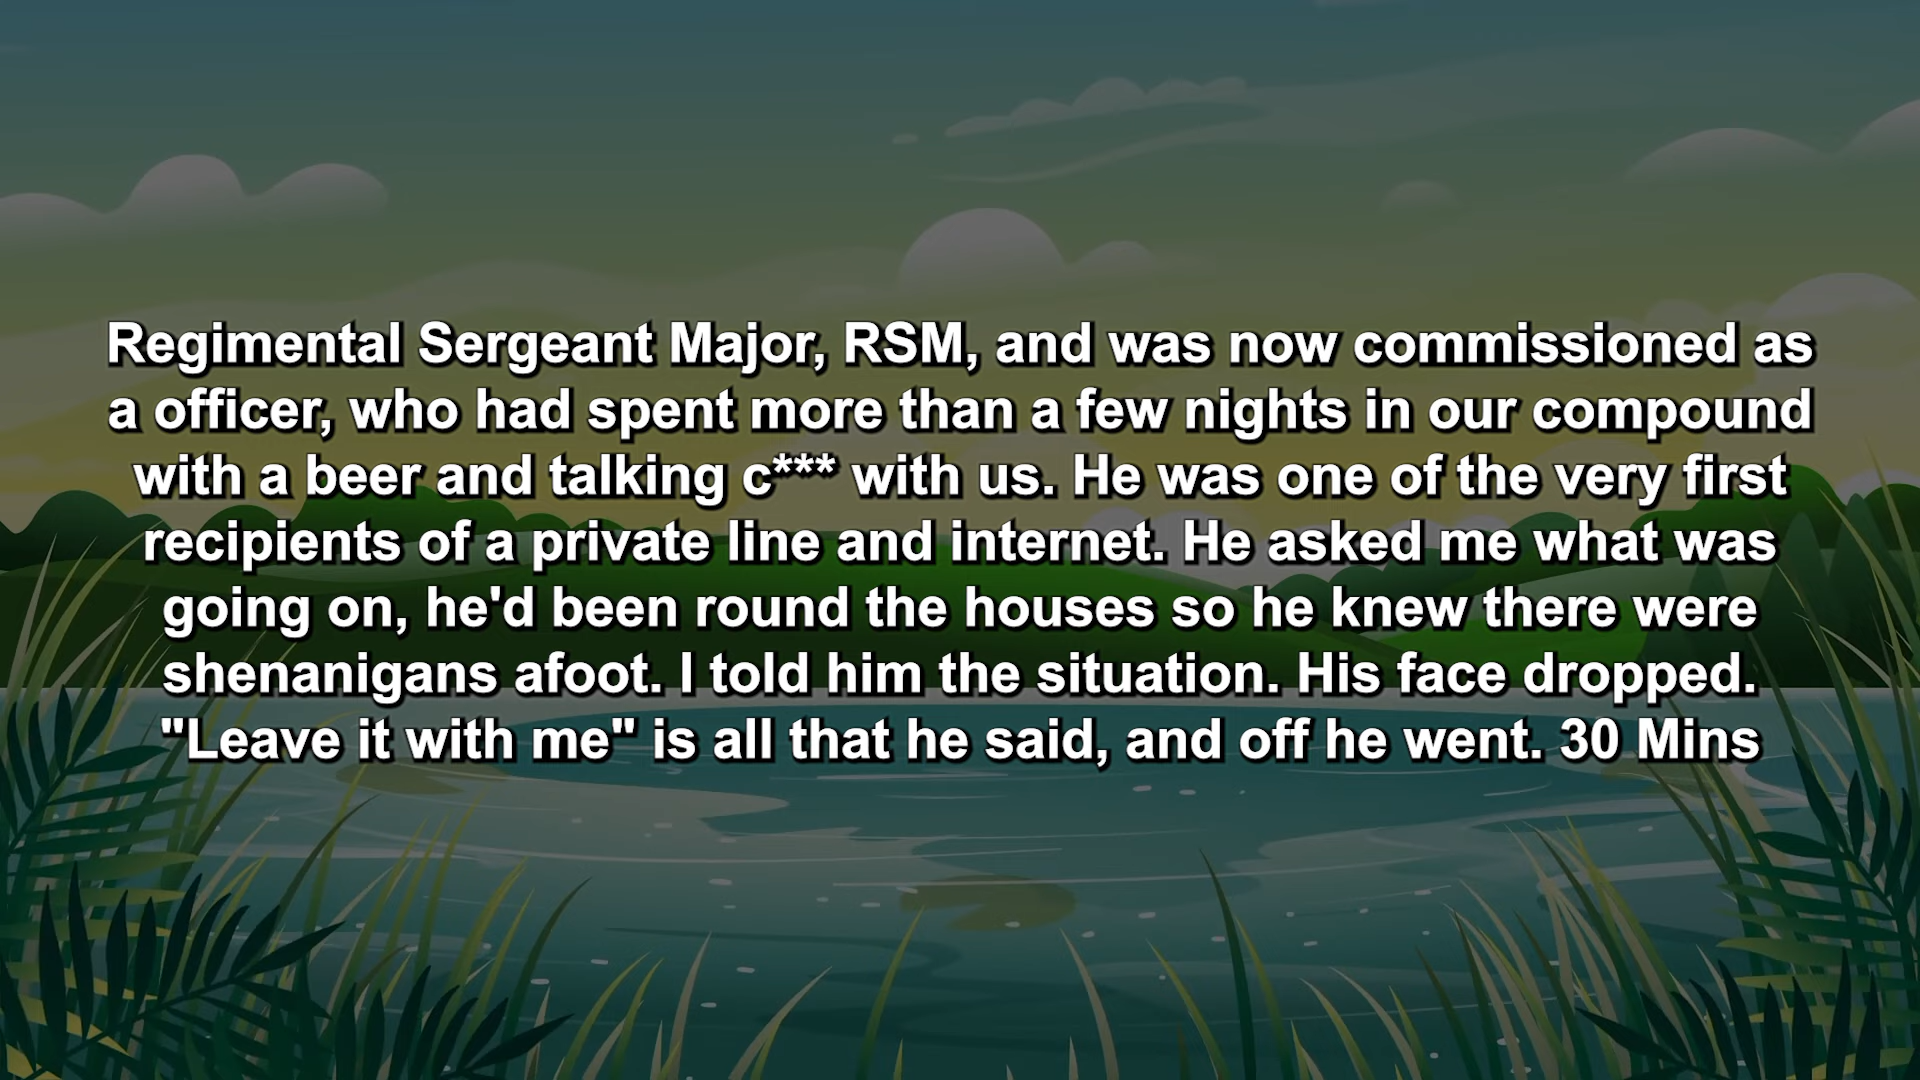 Regimental Sergeant Major, RSM, and was now commissioned as
a officer, who had spent more than a few nights in our compound
with a beer and talking c*** with us. He was one of the very first
recipients of a private line and internet. He asked me what was
going on, he'd been round the houses so he knew there were
shenanigans afoot. I told him the situation. His face dropped.
"Leave it with me" is all that he said, and off he went. 30 Mins